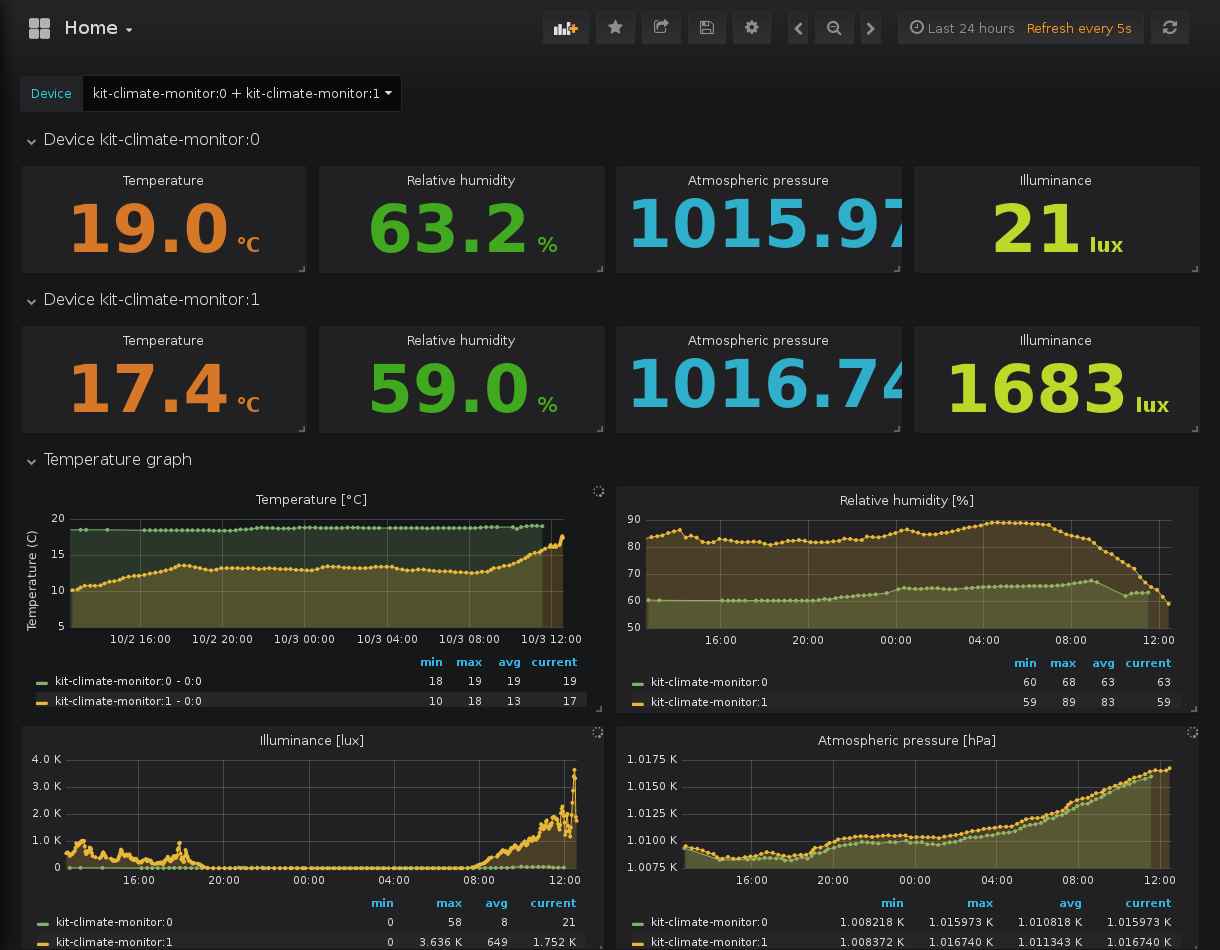 Home
Last 24 hours Refresh every 5s
Device kit-climate-monitor:0 + kit-climate-monitor:1
Device kit-climate-monitor:0
Temperature Relative humidity Atmospheric pressure Illuminance
19.0 °C 63.2 % 1015.97 21 lux
Device kit-climate-monitor:1
Temperature Relative humidity Atmospheric pressure Illuminance
17.4 °C 59.0 % 1016.74 1683 lux
Temperature graph
Temperature [°C]
Temperature (C)
20
15
10
5
10/2 16:00 10/2 20:00 10/3 00:00 10/3 04:00 10/3 08:00 10/3 12:00
min max avg current
kit-climate-monitor:0 - 0:0 18 19 19 19
kit-climate-monitor:1 - 0:0 10 18 13 17
Relative humidity [%]
90
80
70
60
50
16:00 20:00 00:00 04:00 08:00 12:00
min max avg current
kit-climate-monitor:0 60 68 63 63
kit-climate-monitor:1 59 89 83 59
Illuminance [lux]
4.0 K
3.0 K
2.0 K
1.0 K
0
16:00 20:00 00:00 04:00 08:00 12:00
min max avg current
kit-climate-monitor:0 0 58 8 21
kit-climate-monitor:1 0 3.636 K 649 1.752 K
Atmospheric pressure [hPa]
1.0175 K
1.0150 K
1.0125 K
1.0100 K
1.0075 K
16:00 20:00 00:00 04:00 08:00 12:00
min max avg current
kit-climate-monitor:0 1.008218 K 1.015973 K 1.010818 K 1.015973 K
kit-climate-monitor:1 1.008372 K 1.016740 K 1.011343 K 1.016740 K